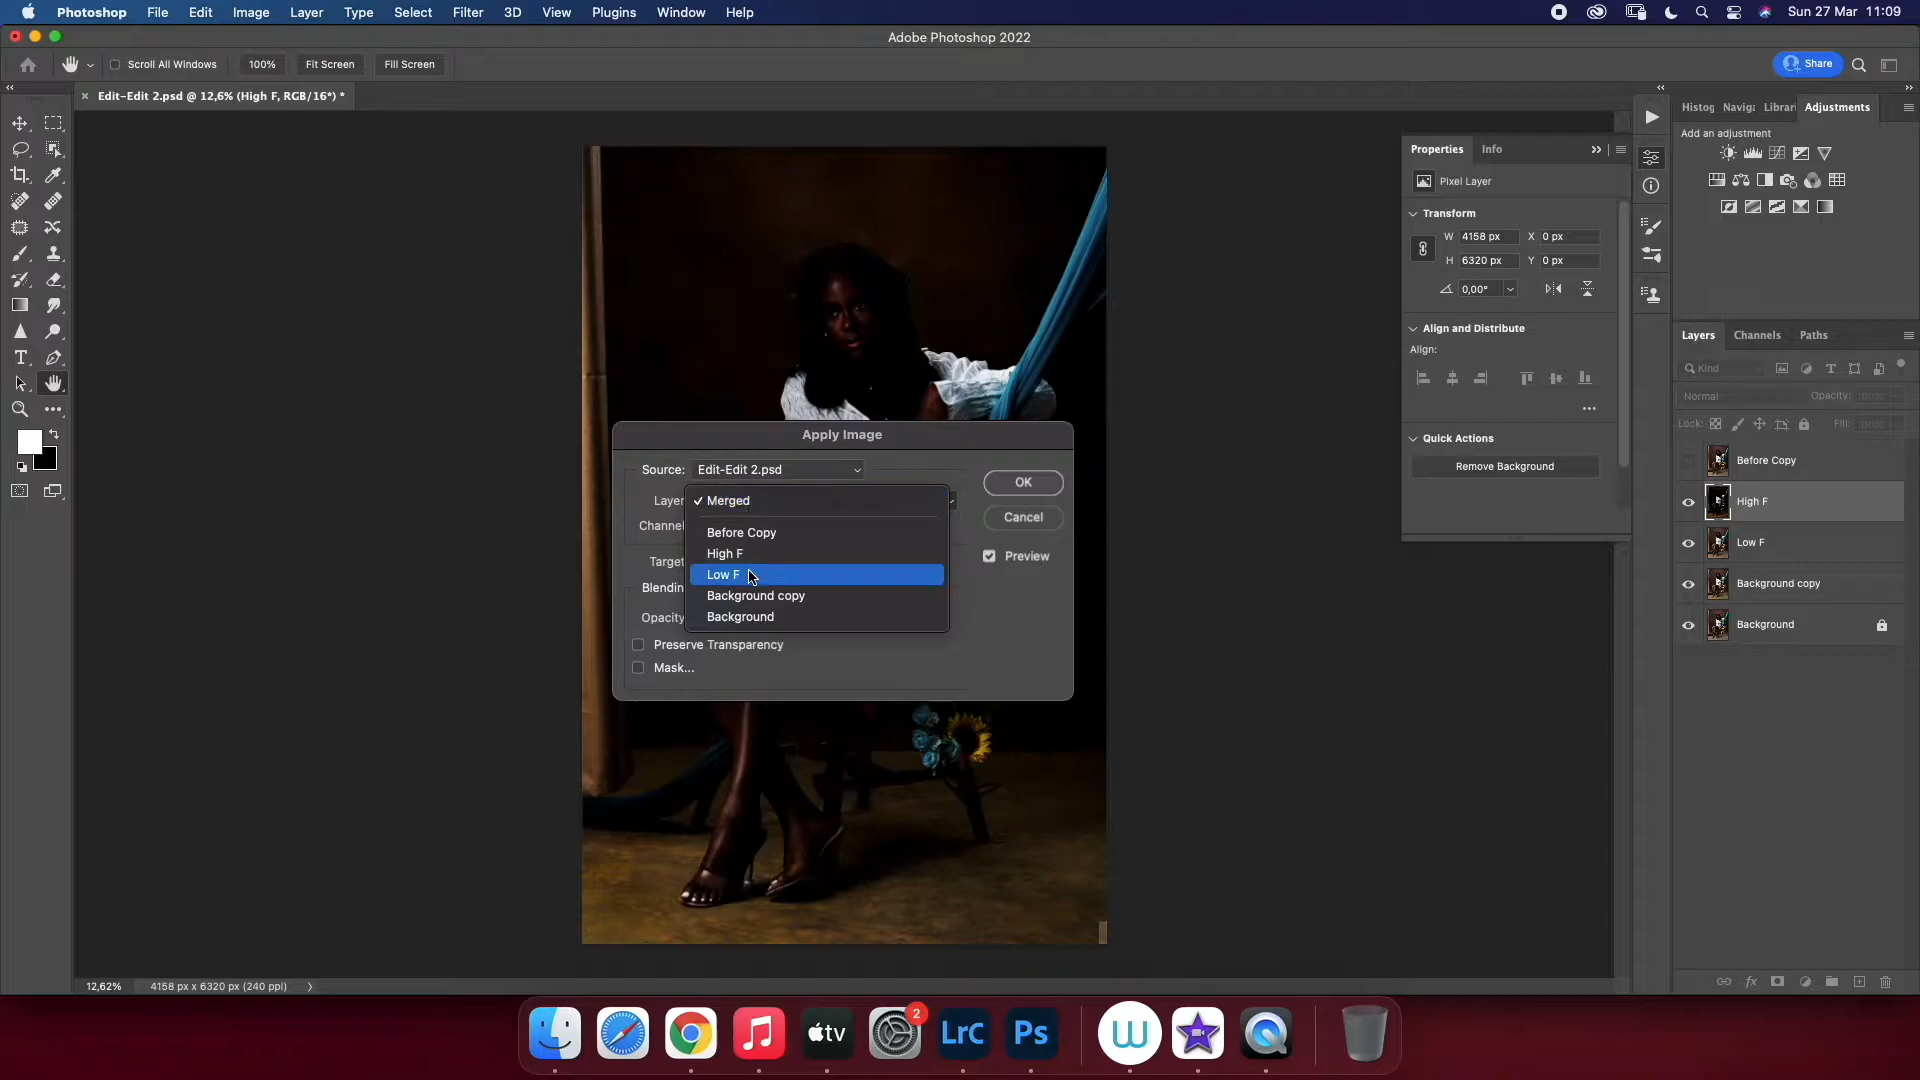 Photoshop File Edit Image Layer Type Select Filter 3D View Plugins Window Help Sun 27 Mar 11:09
Adobe Photoshop 2022
Scroll All Windows 100% Fit Screen Fill Screen Share
Edit-Edit 2.psd @ 12,6% (High F, RGB/16*) *
Histog Naviga Librari Adjustments
Add an adjustment
Properties Info
Pixel Layer
Transform
W 4158 px X 0 px
H 6320 px Y 0 px
0,00°
Align and Distribute
Align:
Quick Actions
Remove Background
Layers Channels Paths
Kind
Normal Opacity:
Lock: Fill:
Before Copy
High F
Low F
Background copy
Background
Apply Image
Source: Edit-Edit 2.psd
Layer Merged
Channel
Before Copy
High F
Target
Low F
Blendin
Background copy
Opacity
Background
Preserve Transparency
Mask...
OK
Cancel
Preview
12,62% 4158 px x 6320 px (240 ppi)
tv 2 LrC Ps W